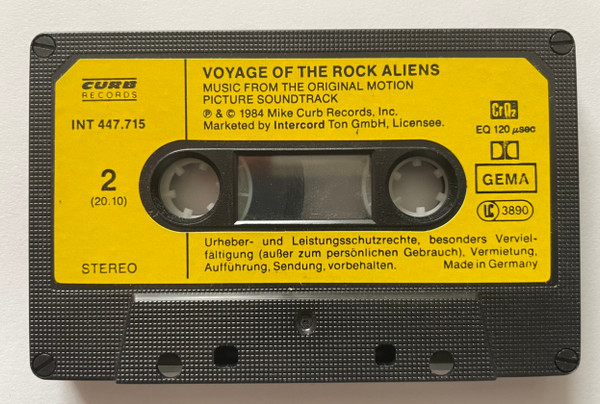 CURB
RECORDS
INT 447.715
2
(20.10)
STEREO
VOYAGE OF THE ROCK ALIENS
MUSIC FROM THE ORIGINAL MOTION
PICTURE SOUNDTRACK
℗ & © 1984 Mike Curb Records, Inc.
Marketed by Intercord Ton GmbH, Licensee.
CrO₂
EQ 120 µsec
GEMA
LC 3890
Urheber- und Leistungsschutzrechte, besonders Verviel-
fältigung (außer zum persönlichen Gebrauch), Vermietung,
Aufführung, Sendung, vorbehalten. Made in Germany